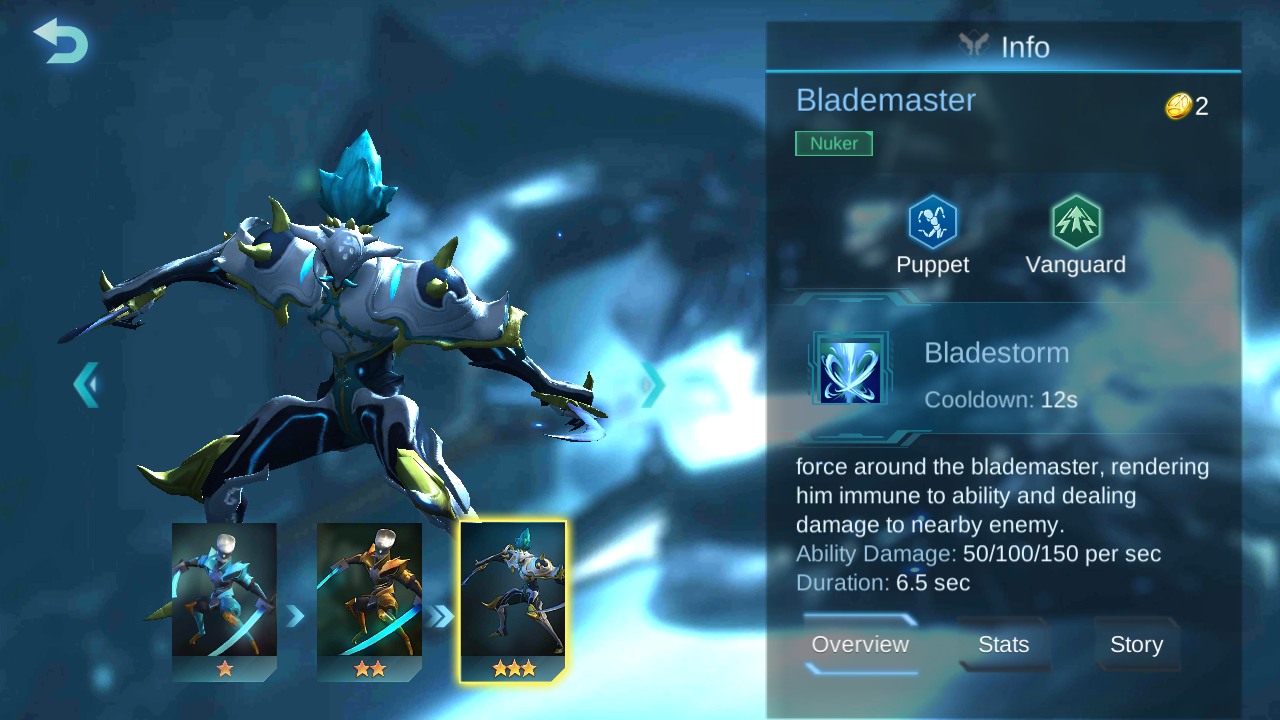 Info
Blademaster
2
Nuker
Puppet
Vanguard
Bladestorm
Cooldown: 12s
force around the blademaster, rendering
him immune to ability and dealing
damage to nearby enemy.
Ability Damage: 50/100/150 per sec
Duration: 6.5 sec
Overview
Stats
Story